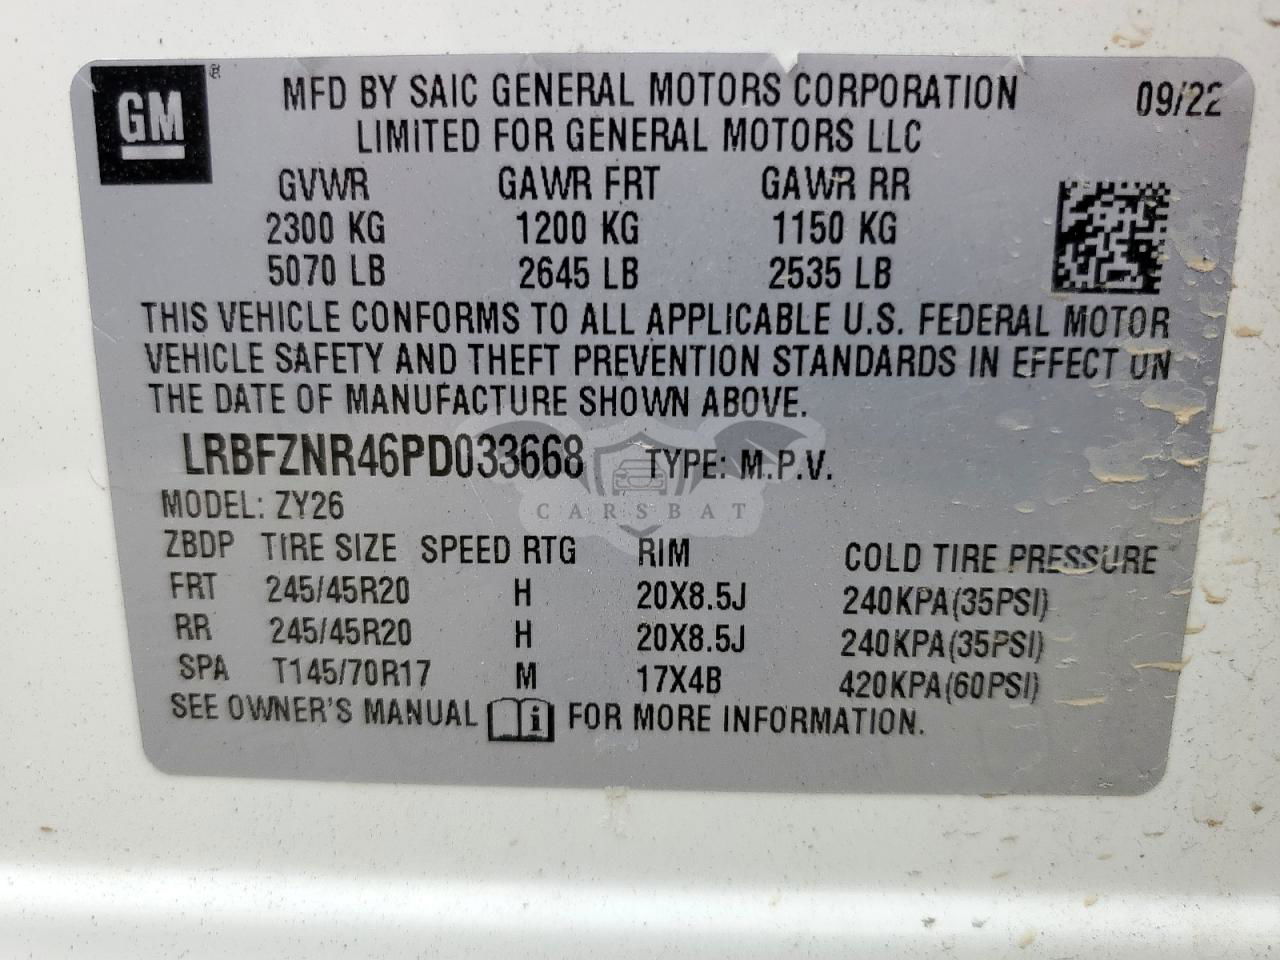 GM ® MFD BY SAIC GENERAL MOTORS CORPORATION 09/22
LIMITED FOR GENERAL MOTORS LLC
GVWR GAWR FRT GAWR RR
2300 KG 1200 KG 1150 KG
5070 LB 2645 LB 2535 LB
THIS VEHICLE CONFORMS TO ALL APPLICABLE U.S. FEDERAL MOTOR
VEHICLE SAFETY AND THEFT PREVENTION STANDARDS IN EFFECT ON
THE DATE OF MANUFACTURE SHOWN ABOVE.
LRBFZNR46PD033668 TYPE: M.P.V.
CARSBAT
MODEL: ZY26
ZBDP TIRE SIZE SPEED RTG RIM COLD TIRE PRESSURE
FRT 245/45R20 H 20X8.5J 240KPA(35PSI)
RR 245/45R20 H 20X8.5J 240KPA(35PSI)
SPA T145/70R17 M 17X4B 420KPA(60PSI)
SEE OWNER'S MANUAL i FOR MORE INFORMATION.